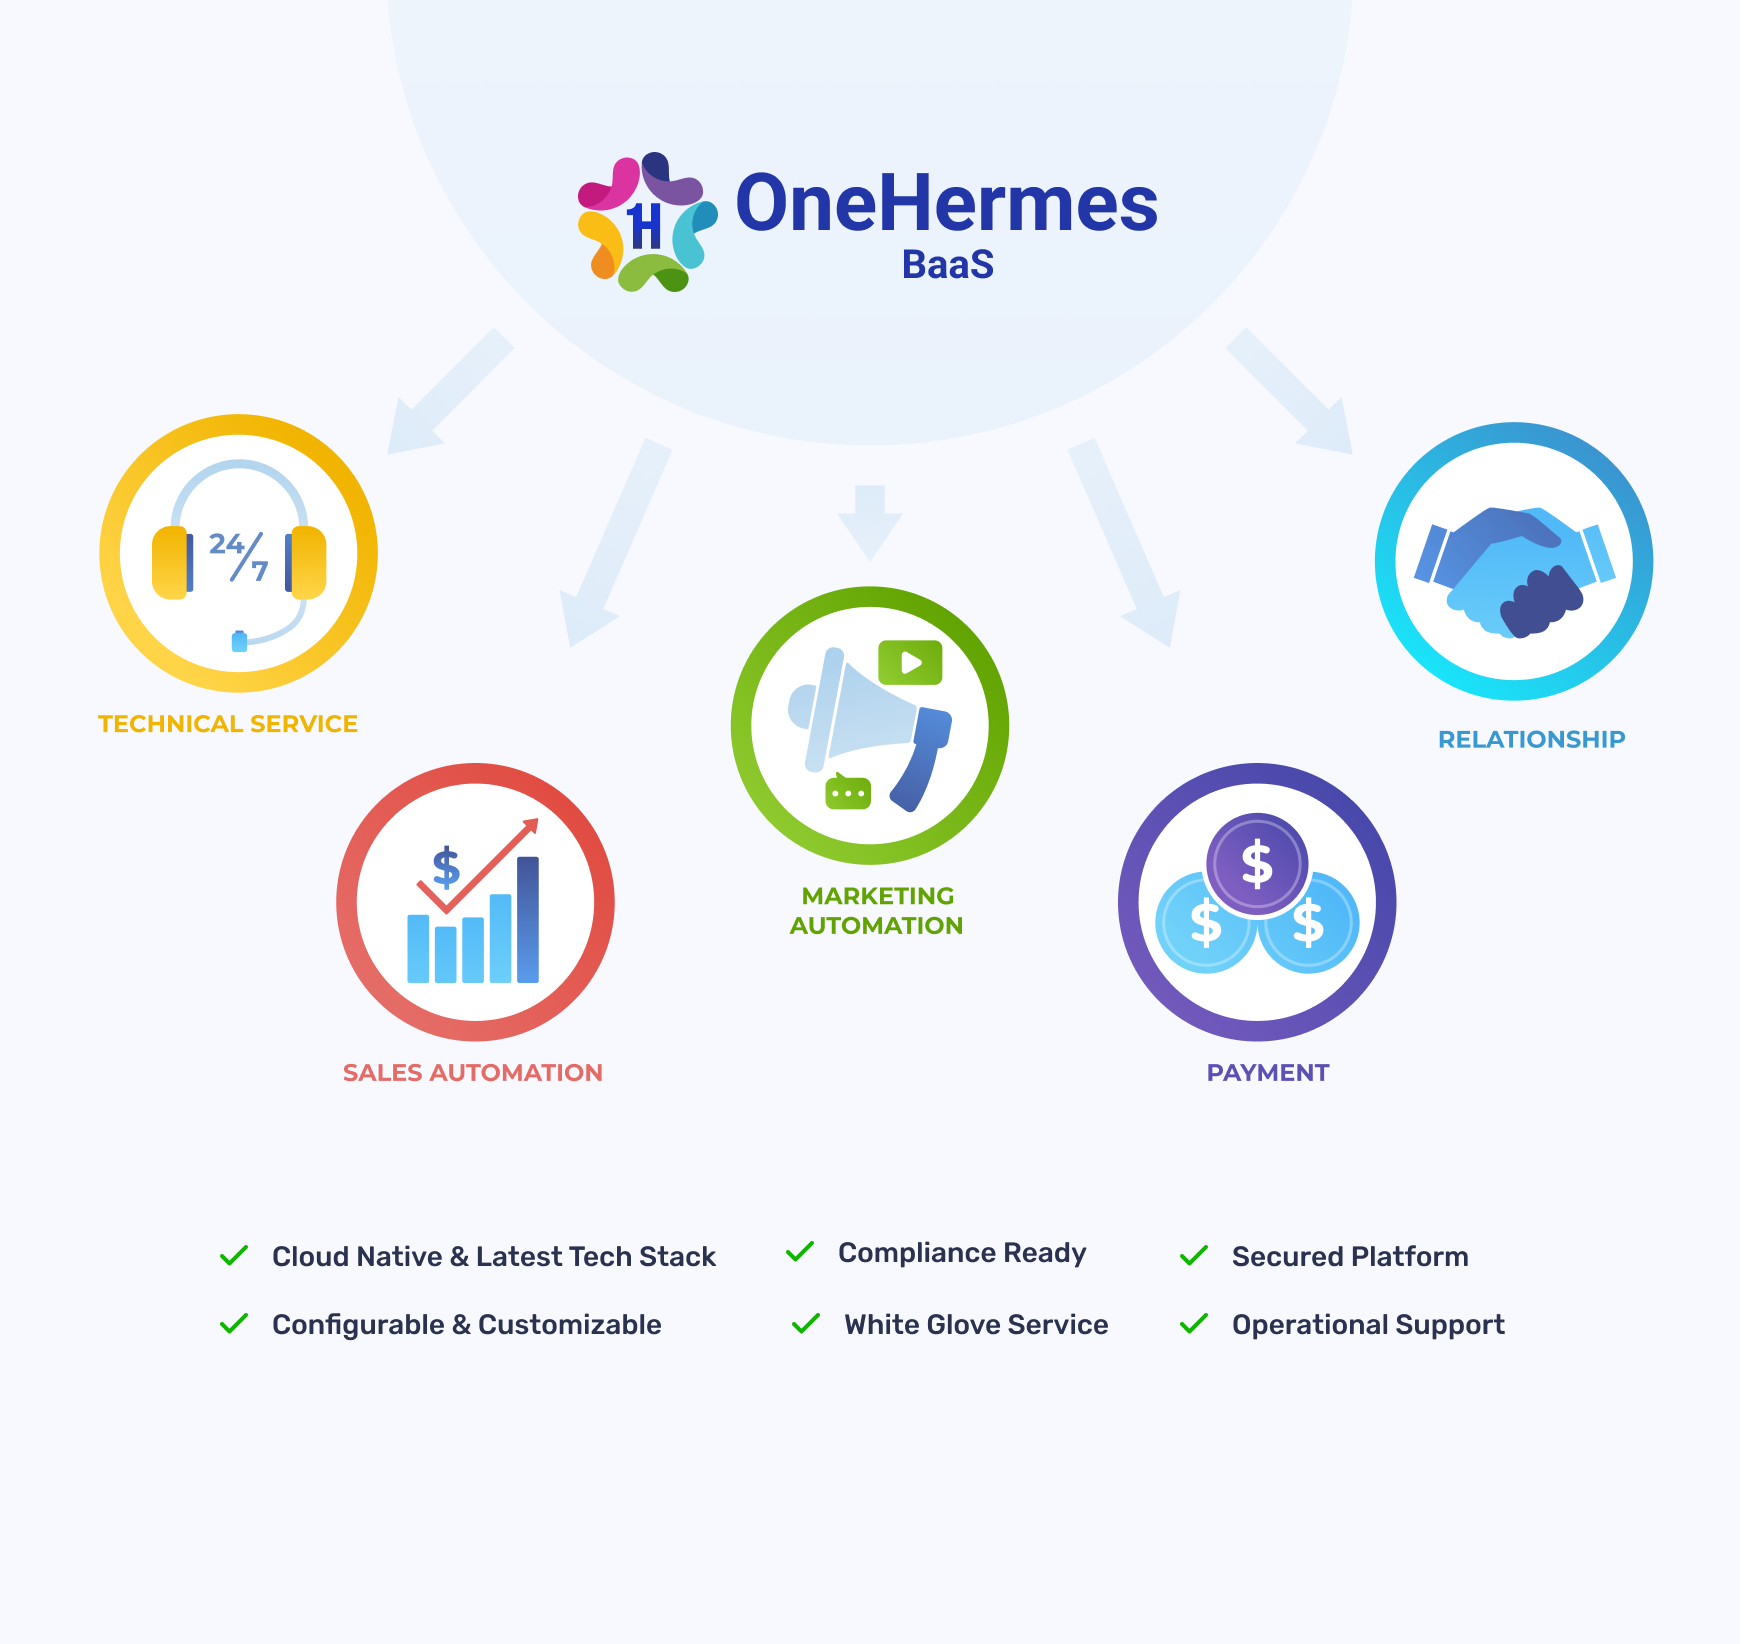 1H
OneHermes
BaaS
24/7
TECHNICAL SERVICE
RELATIONSHIP
$
MARKETING
AUTOMATION
$
$
$
SALES AUTOMATION
PAYMENT
Cloud Native & Latest Tech Stack
Compliance Ready
Secured Platform
Configurable & Customizable
White Glove Service
Operational Support